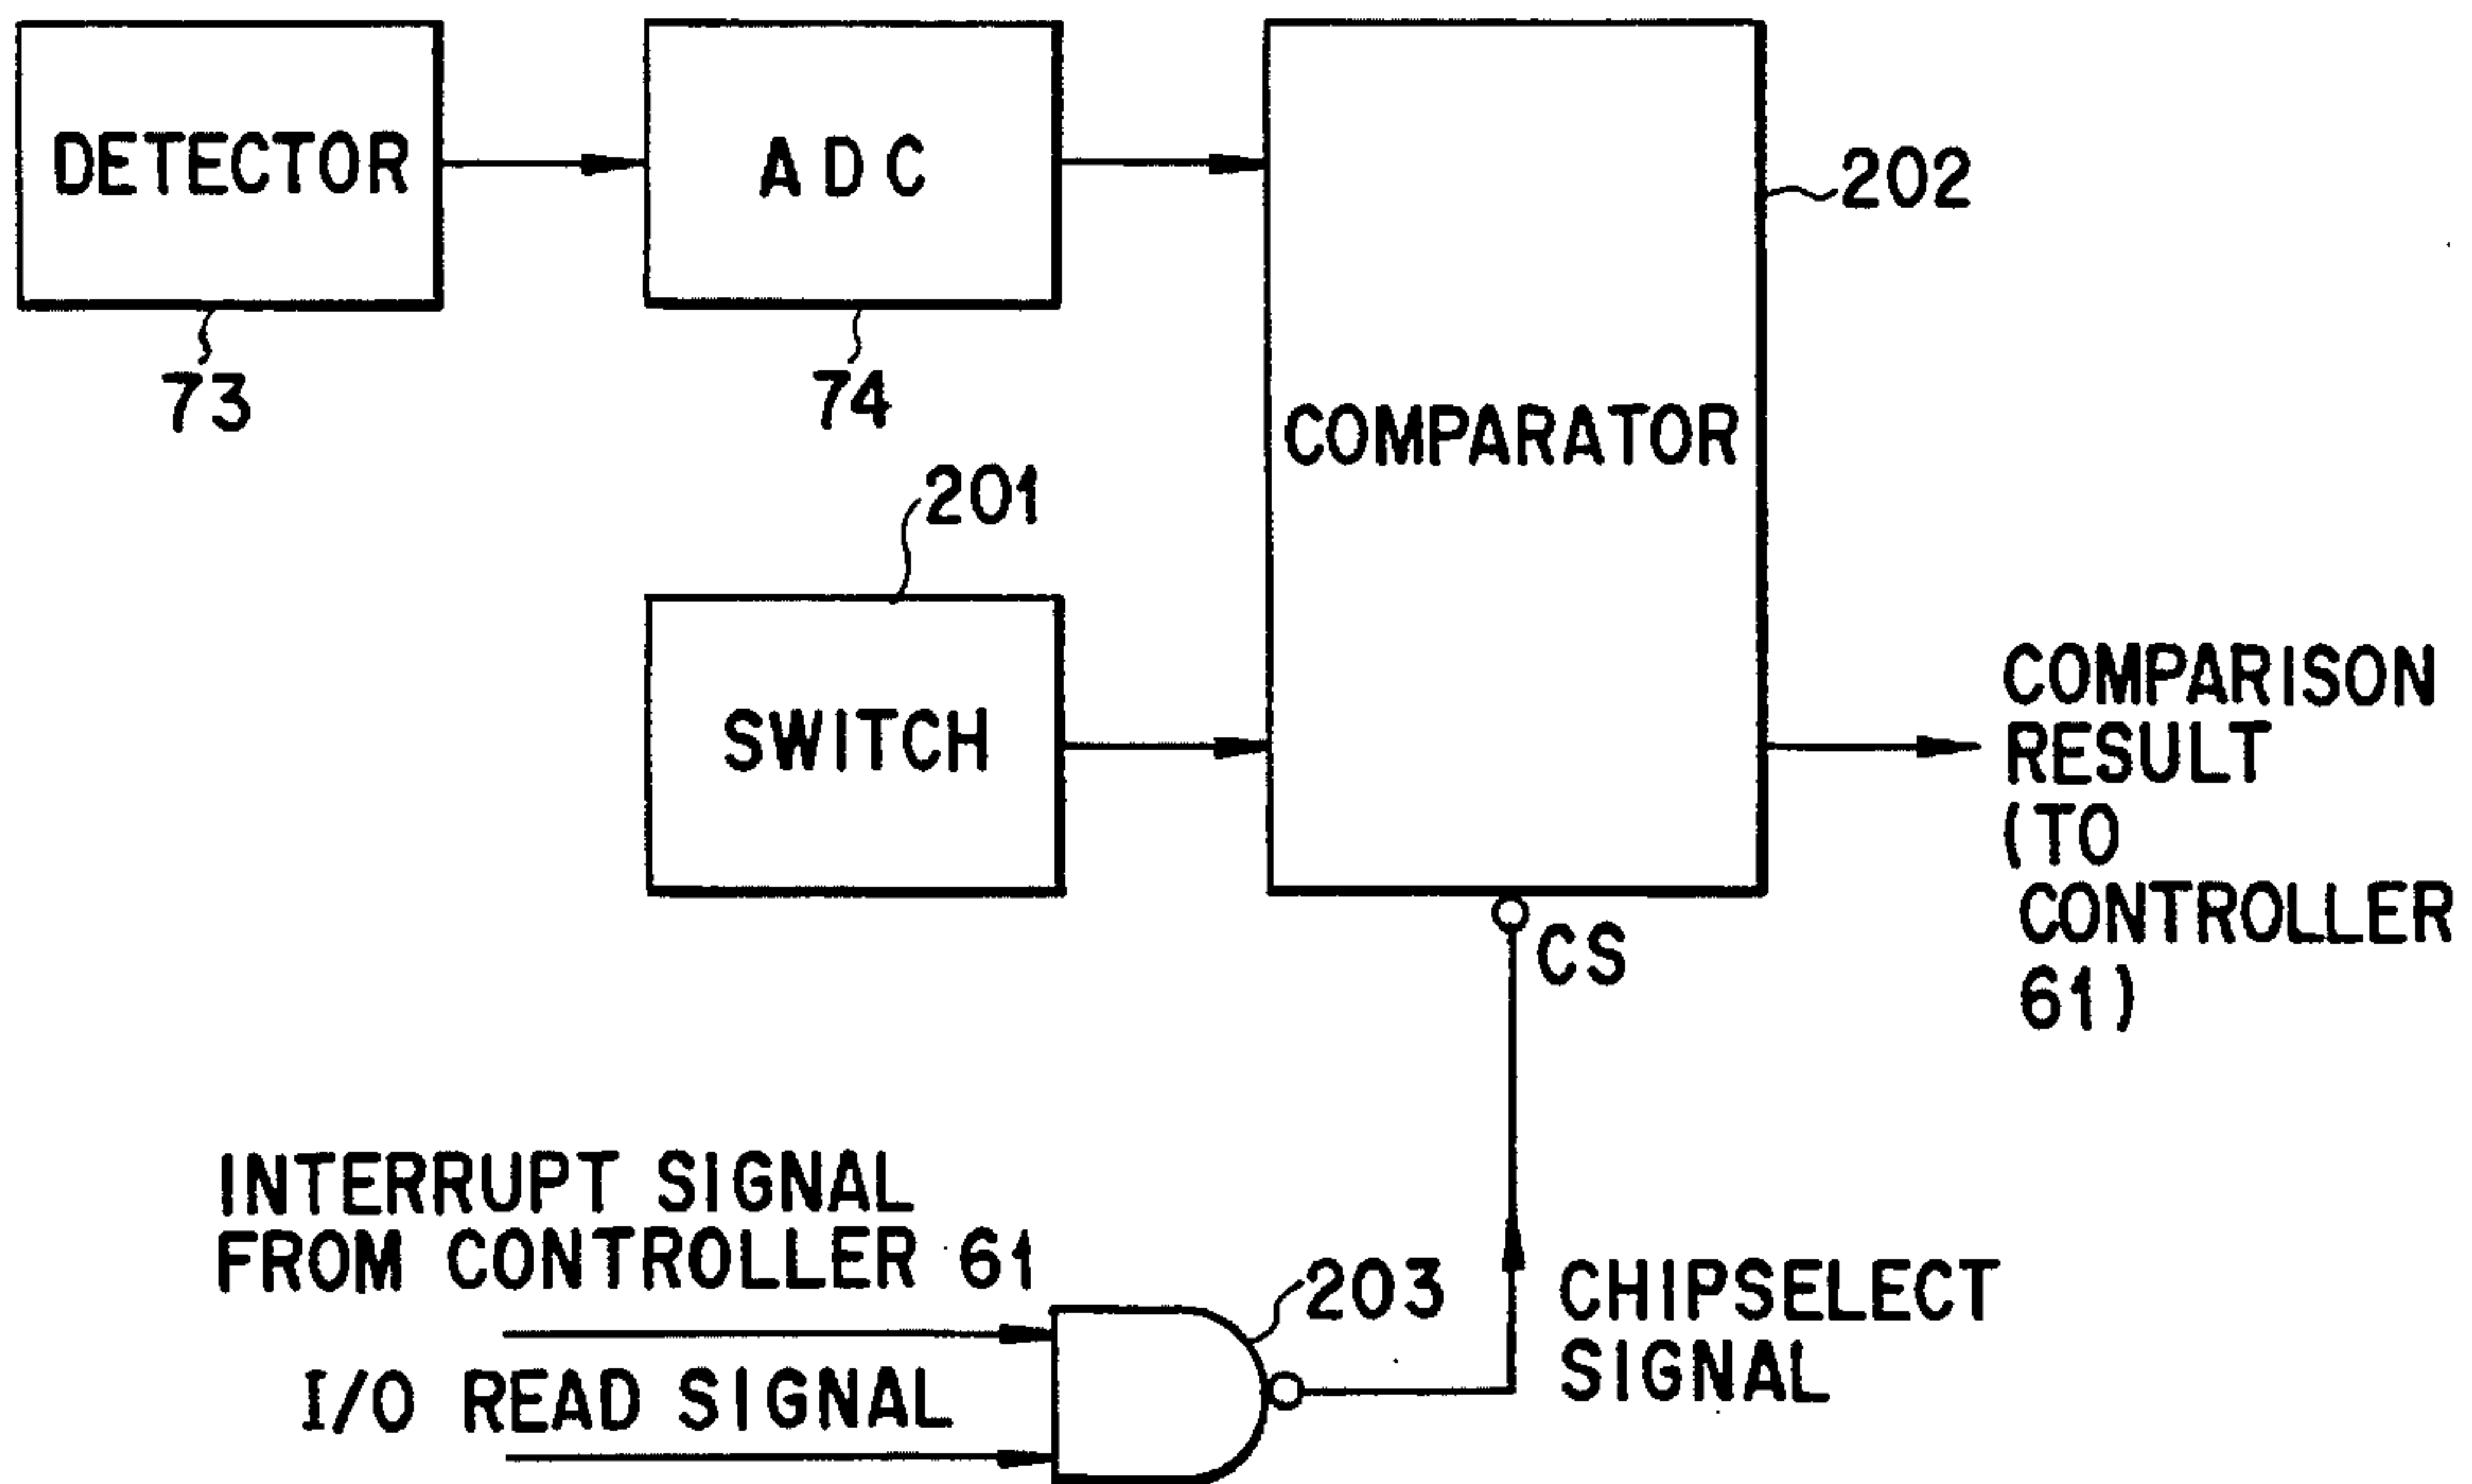 DETECTOR
ADC
202
73
74
COMPARATOR
201
SWITCH
COMPARISON
RESULT
(TO
CONTROLLER
61)
CS
INTERRUPT SIGNAL
FROM CONTROLLER 61
203
CHIPSELECT
SIGNAL
I/O READ SIGNAL